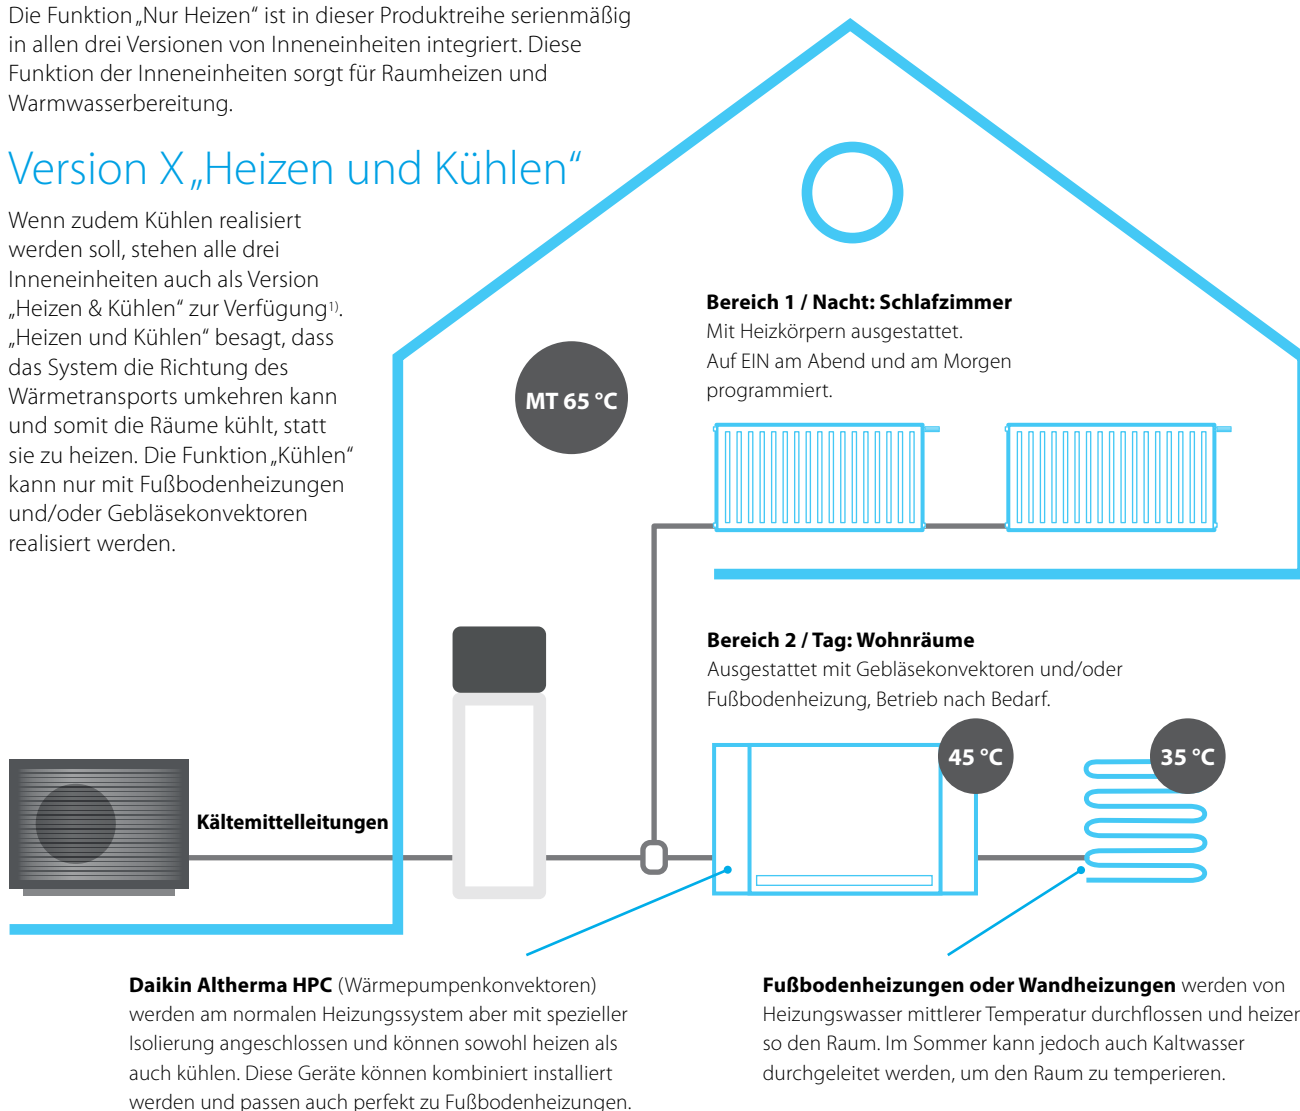 Die Funktion „Nur Heizen“ ist in dieser Produktreihe serienmäßig
in allen drei Versionen von Inneneinheiten integriert. Diese
Funktion der Inneneinheiten sorgt für Raumheizen und
Warmwasserbereitung.
Version X „Heizen und Kühlen“
Wenn zudem Kühlen realisiert
werden soll, stehen alle drei
Inneneinheiten auch als Version
„Heizen & Kühlen“ zur Verfügung¹⁾.
„Heizen und Kühlen“ besagt, dass
das System die Richtung des
Wärmetransports umkehren kann
und somit die Räume kühlt, statt
sie zu heizen. Die Funktion „Kühlen“
kann nur mit Fußbodenheizungen
und/oder Gebläsekonvektoren
realisiert werden.
MT 65 °C
Bereich 1 / Nacht: Schlafzimmer
Mit Heizkörpern ausgestattet.
Auf EIN am Abend und am Morgen
programmiert.
Bereich 2 / Tag: Wohnräume
Ausgestattet mit Gebläsekonvektoren und/oder
Fußbodenheizung, Betrieb nach Bedarf.
45 °C
35 °C
Kältemittelleitungen
Daikin Altherma HPC (Wärmepumpenkonvektoren)
werden am normalen Heizungssystem aber mit spezieller
Isolierung angeschlossen und können sowohl heizen als
auch kühlen. Diese Geräte können kombiniert installiert
werden und passen auch perfekt zu Fußbodenheizungen.
Fußbodenheizungen oder Wandheizungen werden von
Heizungswasser mittlerer Temperatur durchflossen und heizen
so den Raum. Im Sommer kann jedoch auch Kaltwasser
durchgeleitet werden, um den Raum zu temperieren.